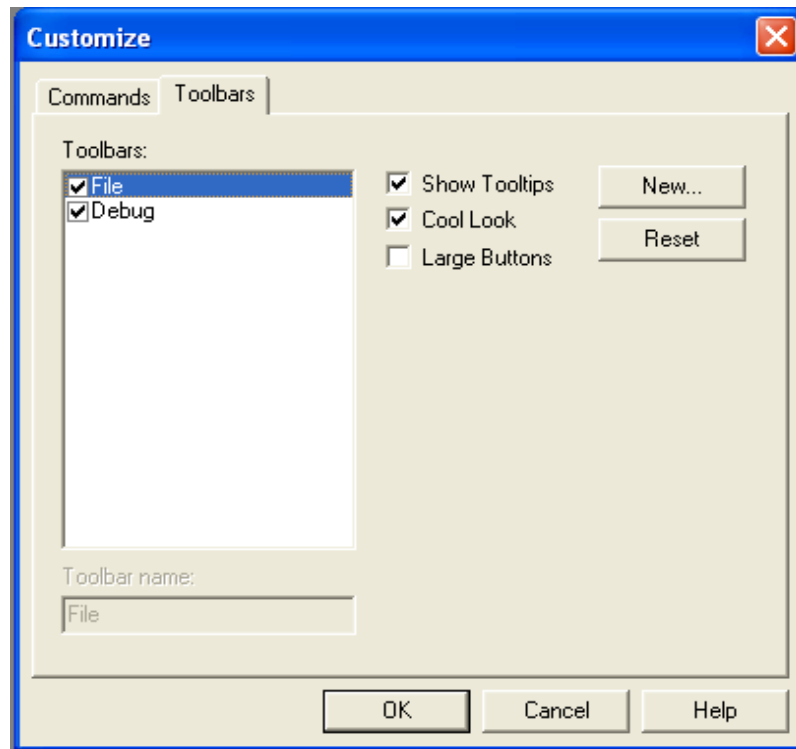 Customize
Commands Toolbars
Toolbars:
File
Debug
Show Tooltips
Cool Look
Large Buttons
New...
Reset
Toolbar name:
File
OK Cancel Help